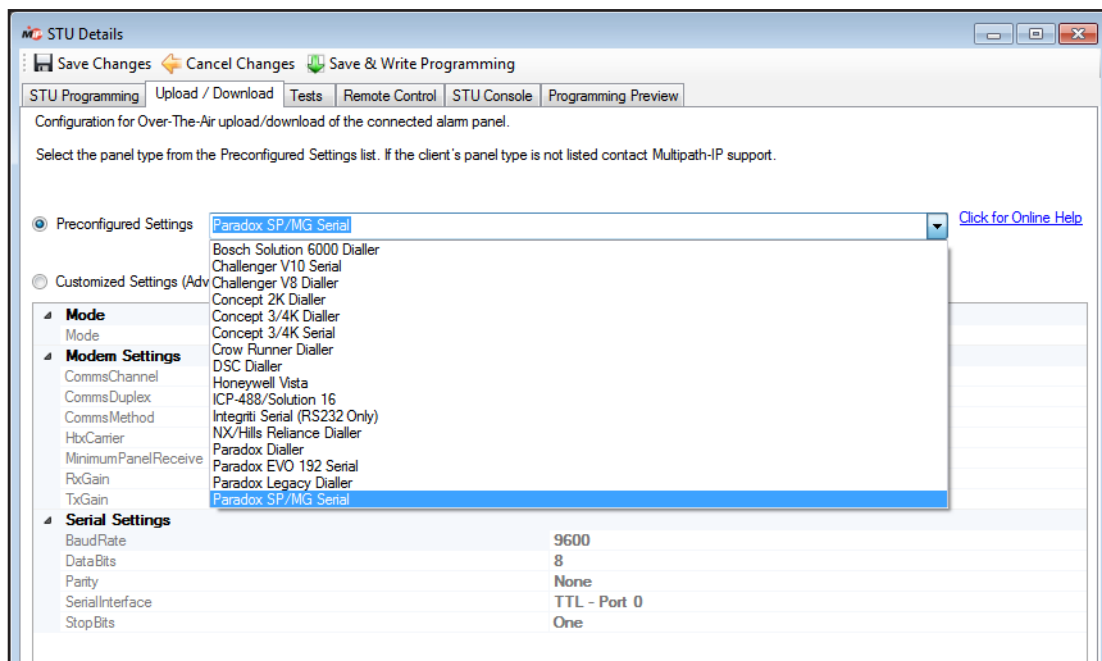 STU Details
Save Changes Cancel Changes Save & Write Programming
STU Programming Upload / Download Tests Remote Control STU Console Programming Preview
Configuration for Over-The-Air upload/download of the connected alarm panel.
Select the panel type from the Preconfigured Settings list. If the client's panel type is not listed contact Multipath-IP support.
Preconfigured Settings Paradox SP/MG Serial Click for Online Help
Bosch Solution 6000 Dialler
Challenger V10 Serial
Customized Settings (Adv Challenger V8 Dialler
Concept 2K Dialler
Mode Concept 3/4K Dialler
Mode Concept 3/4K Serial
Modem Settings Crow Runner Dialler
DSC Dialler
CommsChannel Honeywell Vista
CommsDuplex ICP-488/Solution 16
CommsMethod Integriti Serial (RS232 Only)
HtxCarrier NX/Hills Reliance Dialler
Paradox Dialler
MinimumPanelReceive Paradox EVO 192 Serial
RxGain Paradox Legacy Dialler
TxGain Paradox SP/MG Serial
Serial Settings
BaudRate 9600
DataBits 8
Parity None
SerialInterface TTL - Port 0
StopBits One